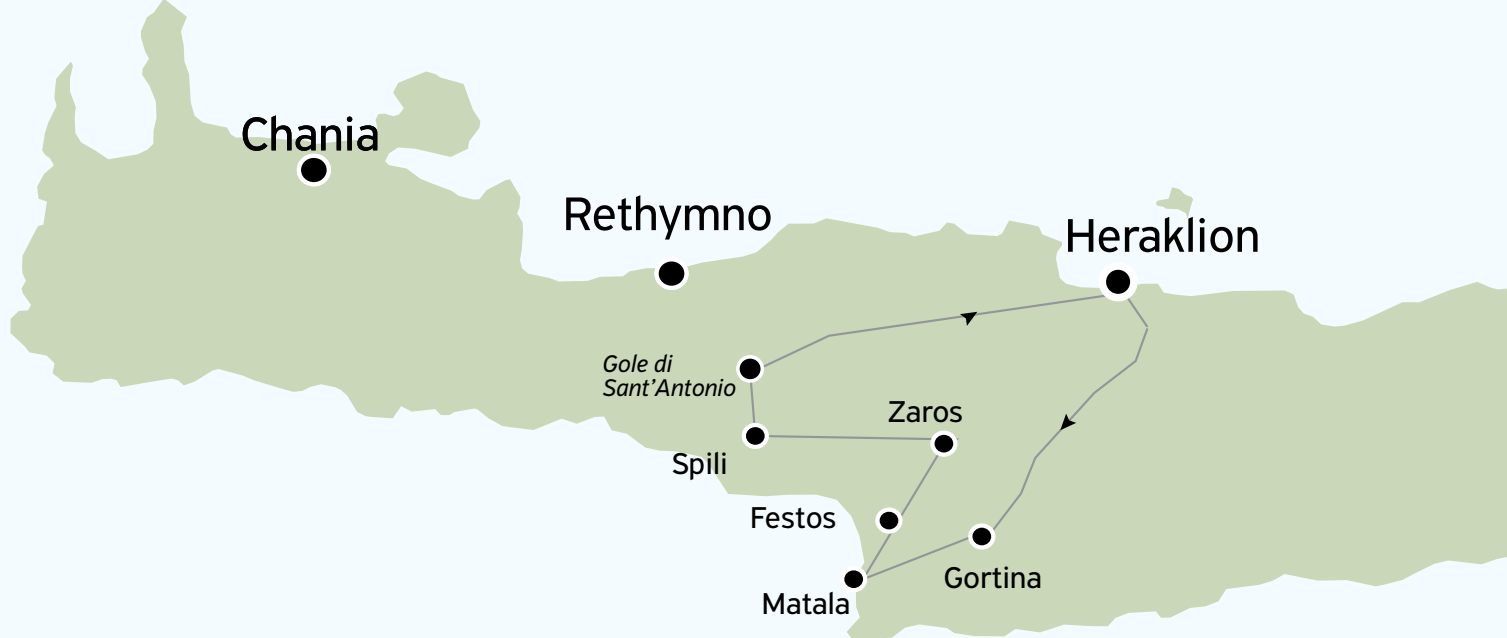 Chania
Rethymno
Heraklion
Gole di
Sant’Antonio
Zaros
Spili
Festos
Gortina
Matala